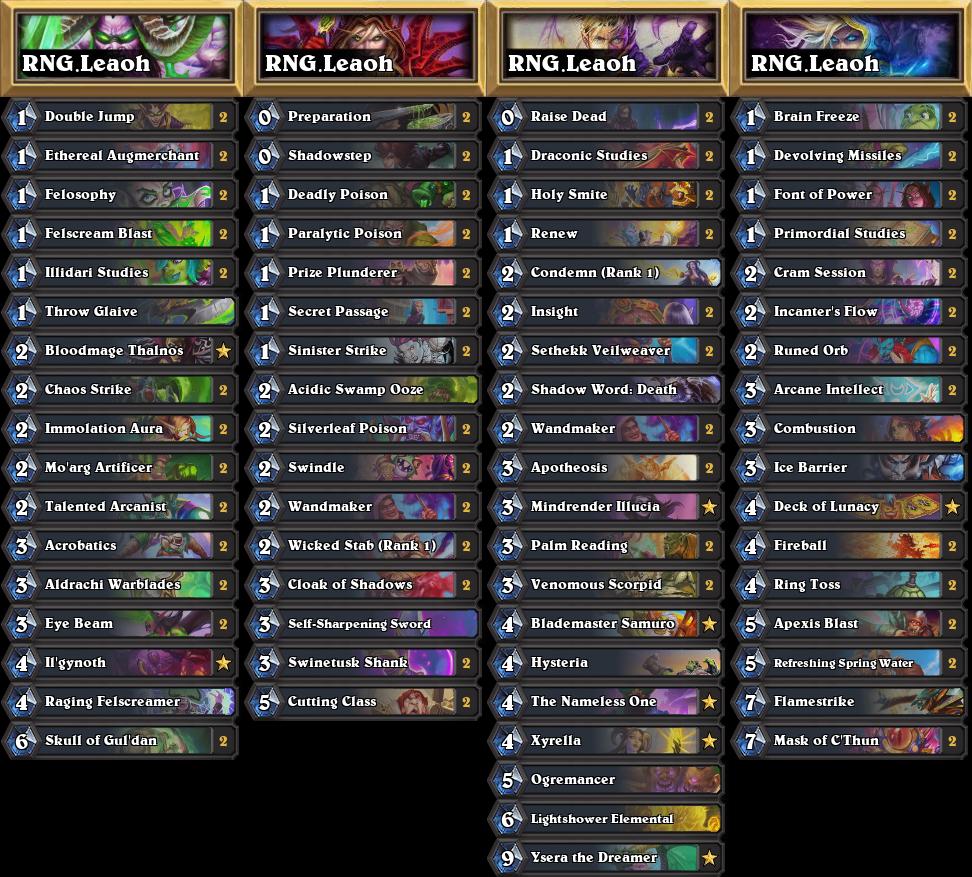 RNG.Leaoh
1 Double Jump 2
1 Ethereal Augmerchant 2
1 Felosophy 2
1 Felscream Blast 2
1 Illidari Studies 2
1 Throw Glaive
2 Bloodmage Thalnos
2 Chaos Strike 2
2 Immolation Aura 2
2 Mo'arg Artificer 2
2 Talented Arcanist 2
3 Acrobatics 2
3 Aldrachi Warblades 2
3 Eye Beam 2
4 Il'gynoth
4 Raging Felscreamer
6 Skull of Gul'dan 2
RNG.Leaoh
0 Preparation 2
0 Shadowstep 2
1 Deadly Poison 2
1 Paralytic Poison 2
1 Prize Plunderer 2
1 Secret Passage 2
1 Sinister Strike 2
2 Acidic Swamp Ooze
2 Silverleaf Poison 2
2 Swindle 2
2 Wandmaker 2
2 Wicked Stab (Rank 1) 2
3 Cloak of Shadows 2
3 Self-Sharpening Sword
3 Swinetusk Shank 2
5 Cutting Class 2
RNG.Leaoh
0 Raise Dead 2
1 Draconic Studies 2
1 Holy Smite 2
1 Renew 2
2 Condemn (Rank 1)
2 Insight 2
2 Sethekk Veilweaver 2
2 Shadow Word: Death
2 Wandmaker 2
3 Apotheosis 2
3 Mindrender Illucia
3 Palm Reading 2
3 Venomous Scorpid 2
4 Blademaster Samuro
4 Hysteria
4 The Nameless One
4 Xyrella
5 Ogremancer
6 Lightshower Elemental
9 Ysera the Dreamer
RNG.Leaoh
1 Brain Freeze 2
1 Devolving Missiles 2
1 Font of Power 2
1 Primordial Studies 2
2 Cram Session 2
2 Incanter's Flow 2
2 Runed Orb 2
3 Arcane Intellect 2
3 Combustion
3 Ice Barrier
4 Deck of Lunacy
4 Fireball 2
4 Ring Toss 2
5 Apexis Blast 2
5 Refreshing Spring Water 2
7 Flamestrike
7 Mask of C'Thun 2